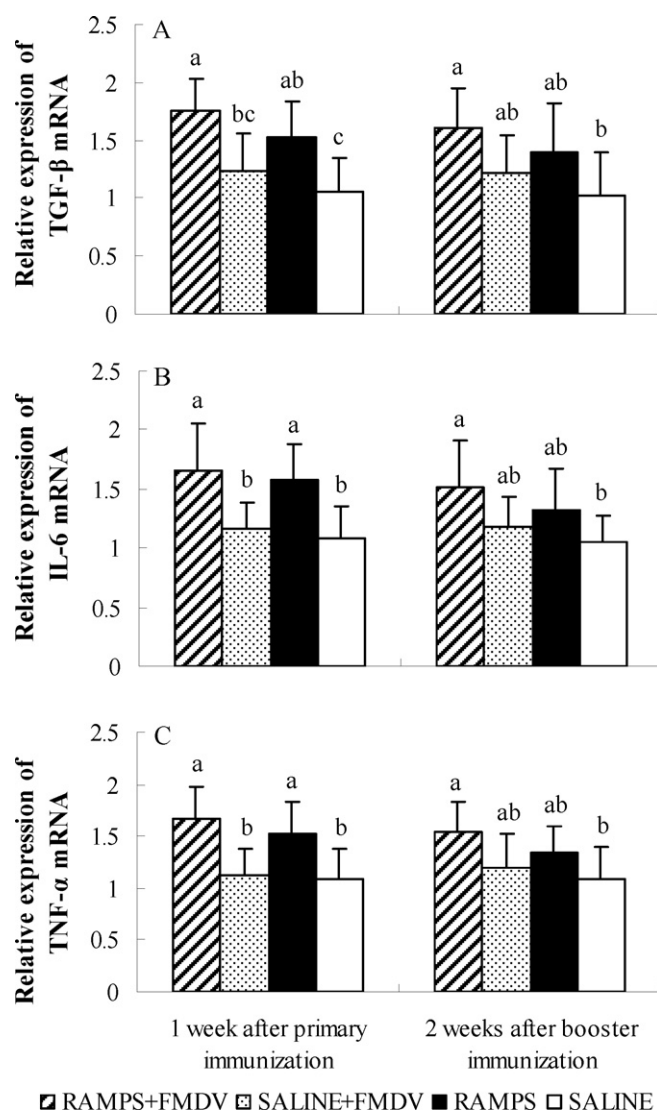 A
Relative expression of
TGF-β mRNA
2.5
2
1.5
1
0.5
0
a
bc
ab
c
a
ab
ab
b
B
Relative expression of
IL-6 mRNA
2.5
2
1.5
1
0.5
0
a
b
a
b
a
ab
ab
b
C
Relative expression of
TNF-α mRNA
2.5
2
1.5
1
0.5
0
a
b
a
b
a
ab
ab
b
1 week after primary
immunization
2 weeks after booster
immunization
RAMPS+FMDV SALINE+FMDV RAMPS SALINE